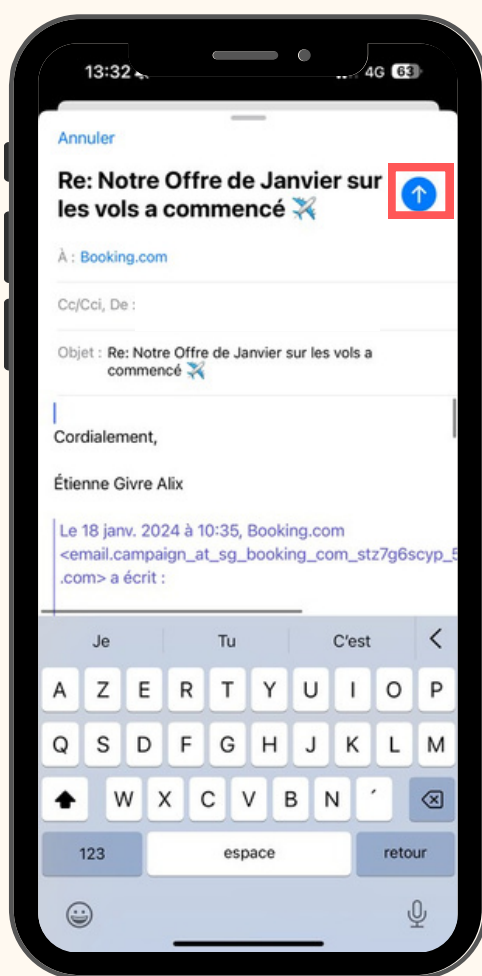 13:32 4G 63
Annuler
Re: Notre Offre de Janvier sur
les vols a commencé ✈️
À : Booking.com
Cc/Cci, De :
Objet : Re: Notre Offre de Janvier sur les vols a
commencé ✈️
Cordialement,
Étienne Givre Alix
Le 18 janv. 2024 à 10:35, Booking.com
<email.campaign_at_sg_booking_com_stz7g6scyp_5
.com> a écrit :
Je Tu C'est
A Z E R T Y U I O P
Q S D F G H J K L M
W X C V B N ´
123 espace retour